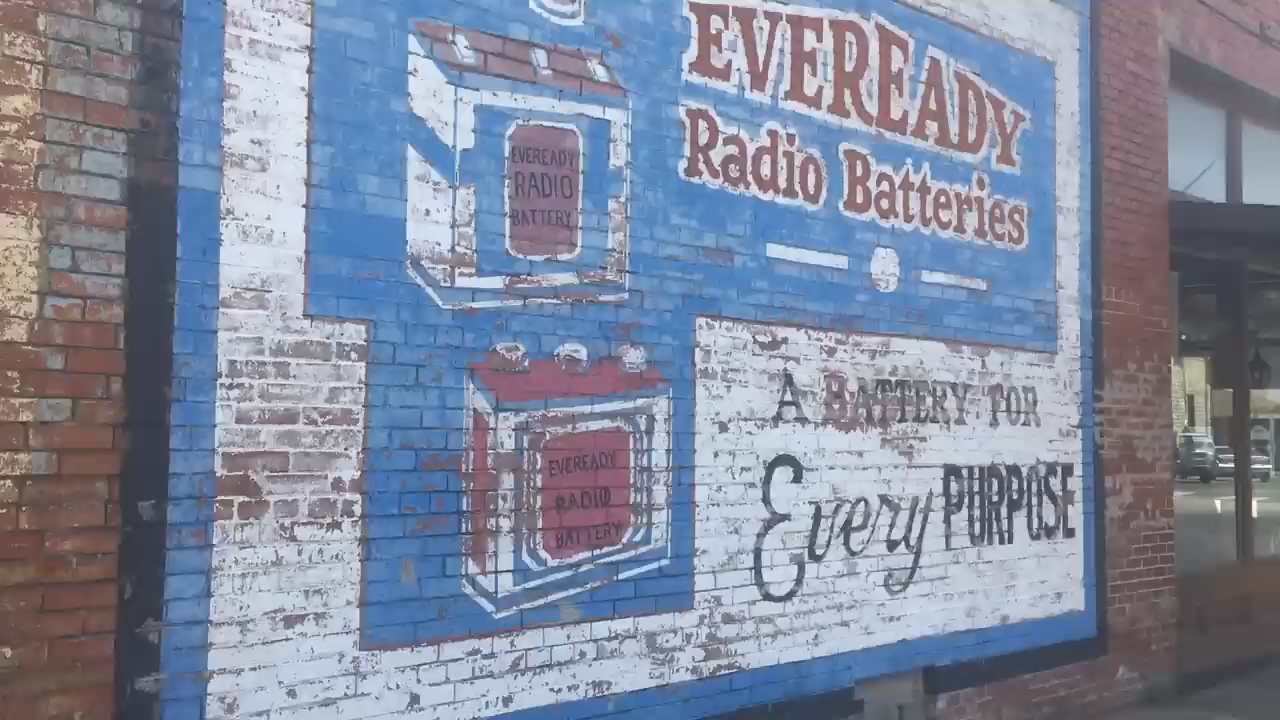 EVEREADY
Radio Batteries
EVEREADY
RADIO
BATTERY
EVEREADY
RADIO
BATTERY
A BATTERY FOR
Every PURPOSE